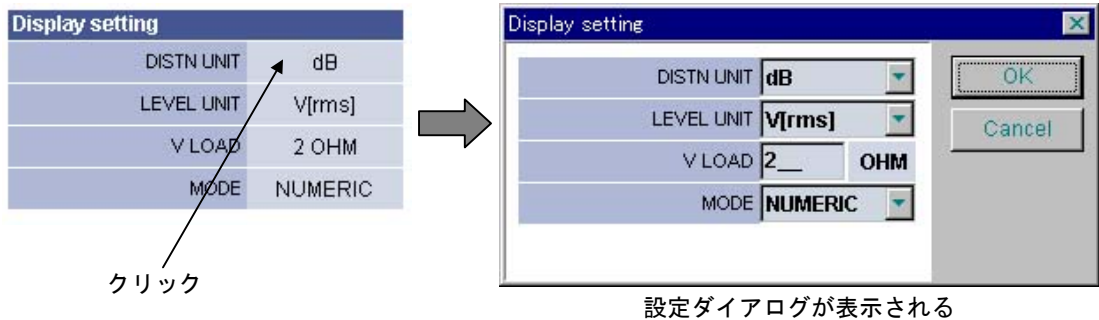 Display setting
DISTN UNIT dB
LEVEL UNIT V[rms]
V LOAD 2 OHM
MODE NUMERIC
クリック
Display setting
DISTN UNIT dB
OK
LEVEL UNIT V[rms]
Cancel
V LOAD 2__ OHM
MODE NUMERIC
設定ダイアログが表示される